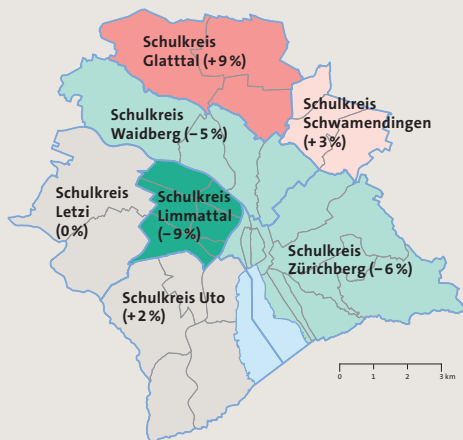 Schulkreis
Glatttal (+9 %)
Schulkreis
Schwamendingen
(+3 %)
Schulkreis
Waidberg (– 5 %)
Schulkreis
Letzi
(0 %)
Schulkreis
Limmattal
(– 9 %)
Schulkreis
Zürichberg (– 6 %)
Schulkreis Uto
(+2 %)
0 1 2 3 km